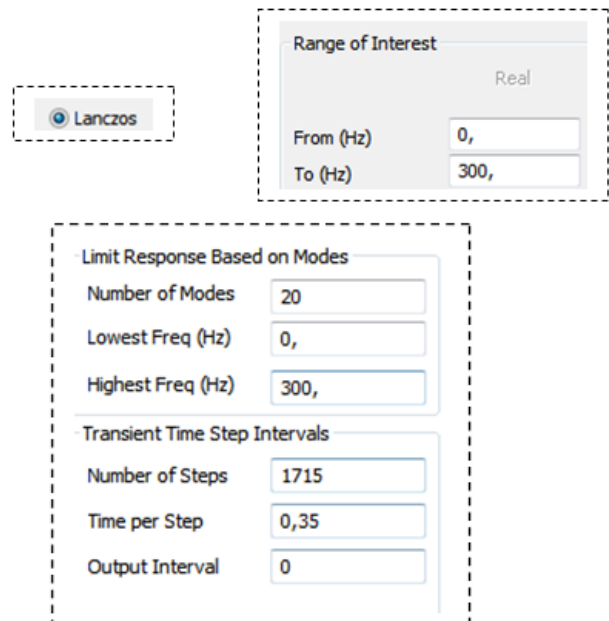 Range of Interest
Real
Lanczos
From (Hz) 0,
To (Hz) 300,
Limit Response Based on Modes
Number of Modes 20
Lowest Freq (Hz) 0,
Highest Freq (Hz) 300,
Transient Time Step Intervals
Number of Steps 1715
Time per Step 0,35
Output Interval 0